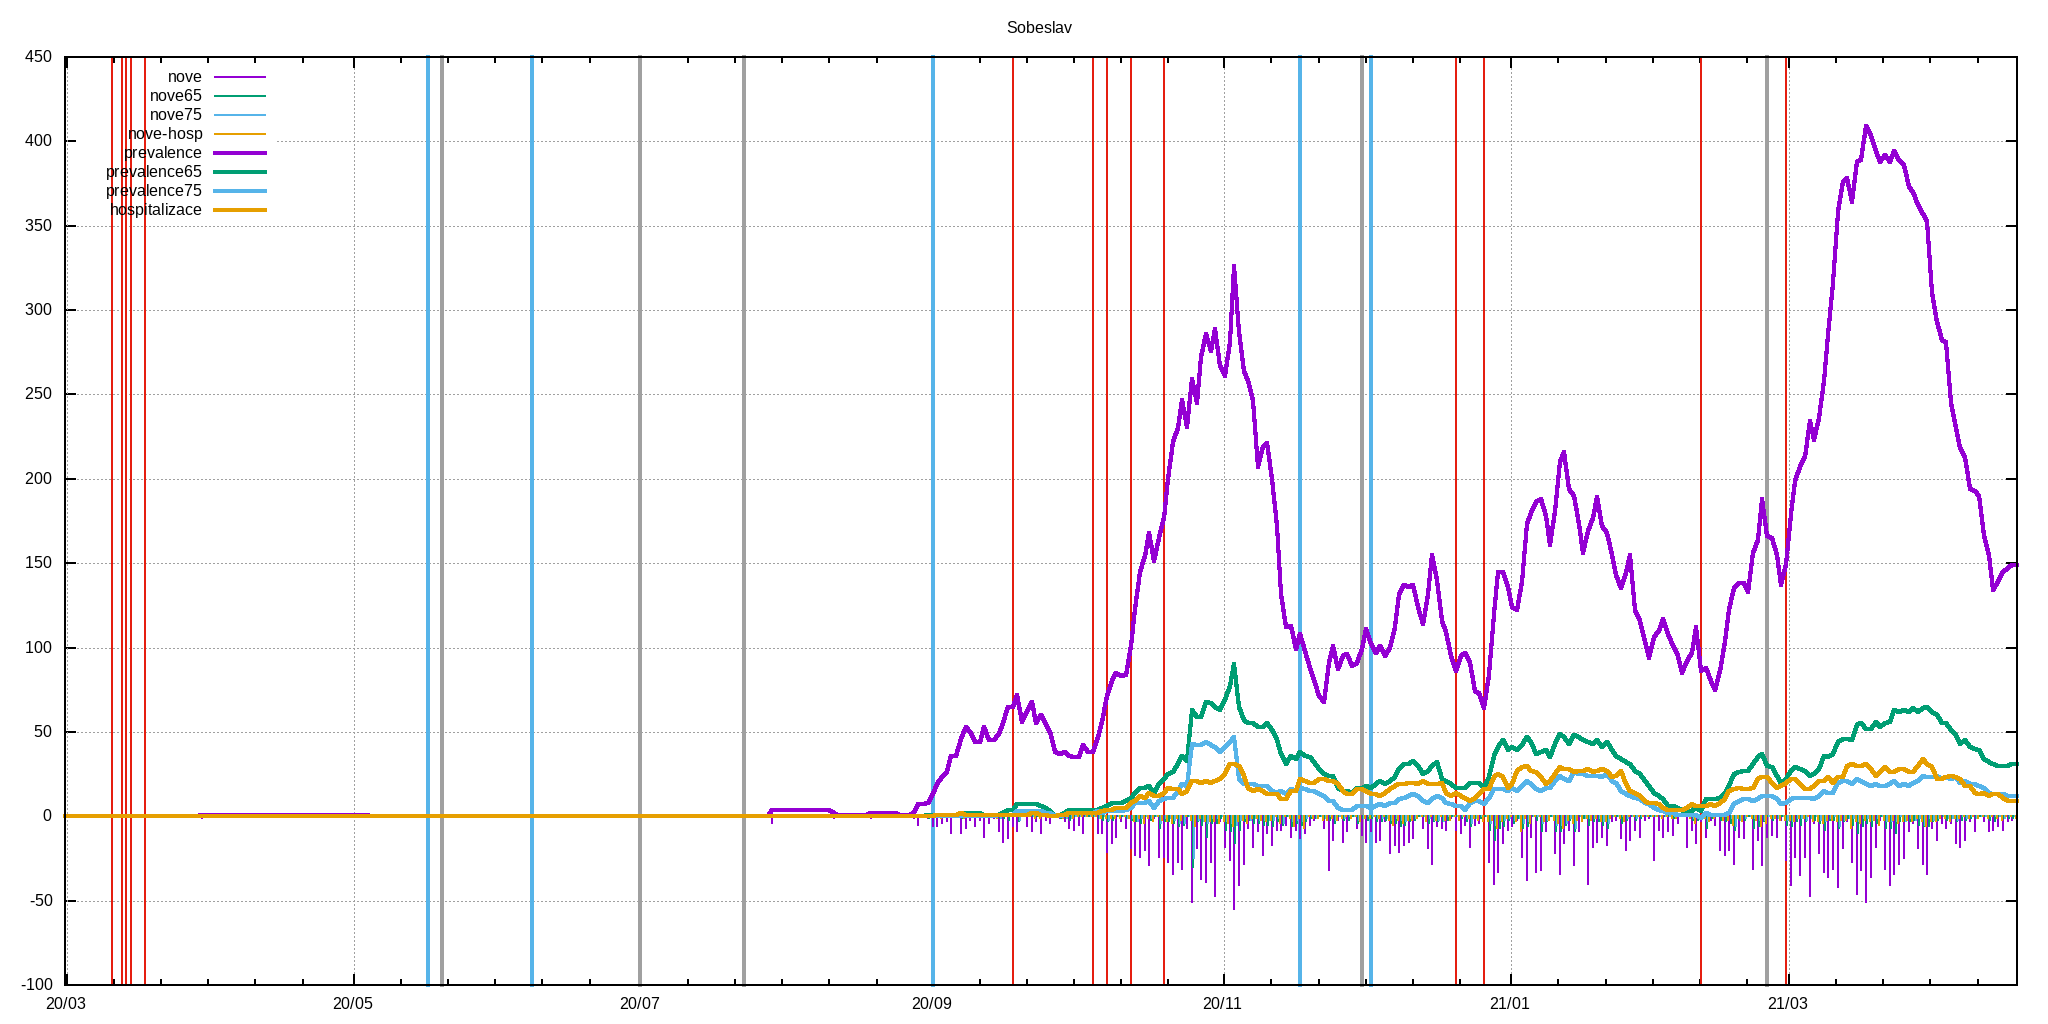 Sobeslav
450
400
350
300
250
200
150
100
50
0
-50
-100
nove
nove65
nove75
nove-hosp
prevalence
prevalence65
prevalence75
hospitalizace
20/03 20/05 20/07 20/09 20/11 21/01 21/03